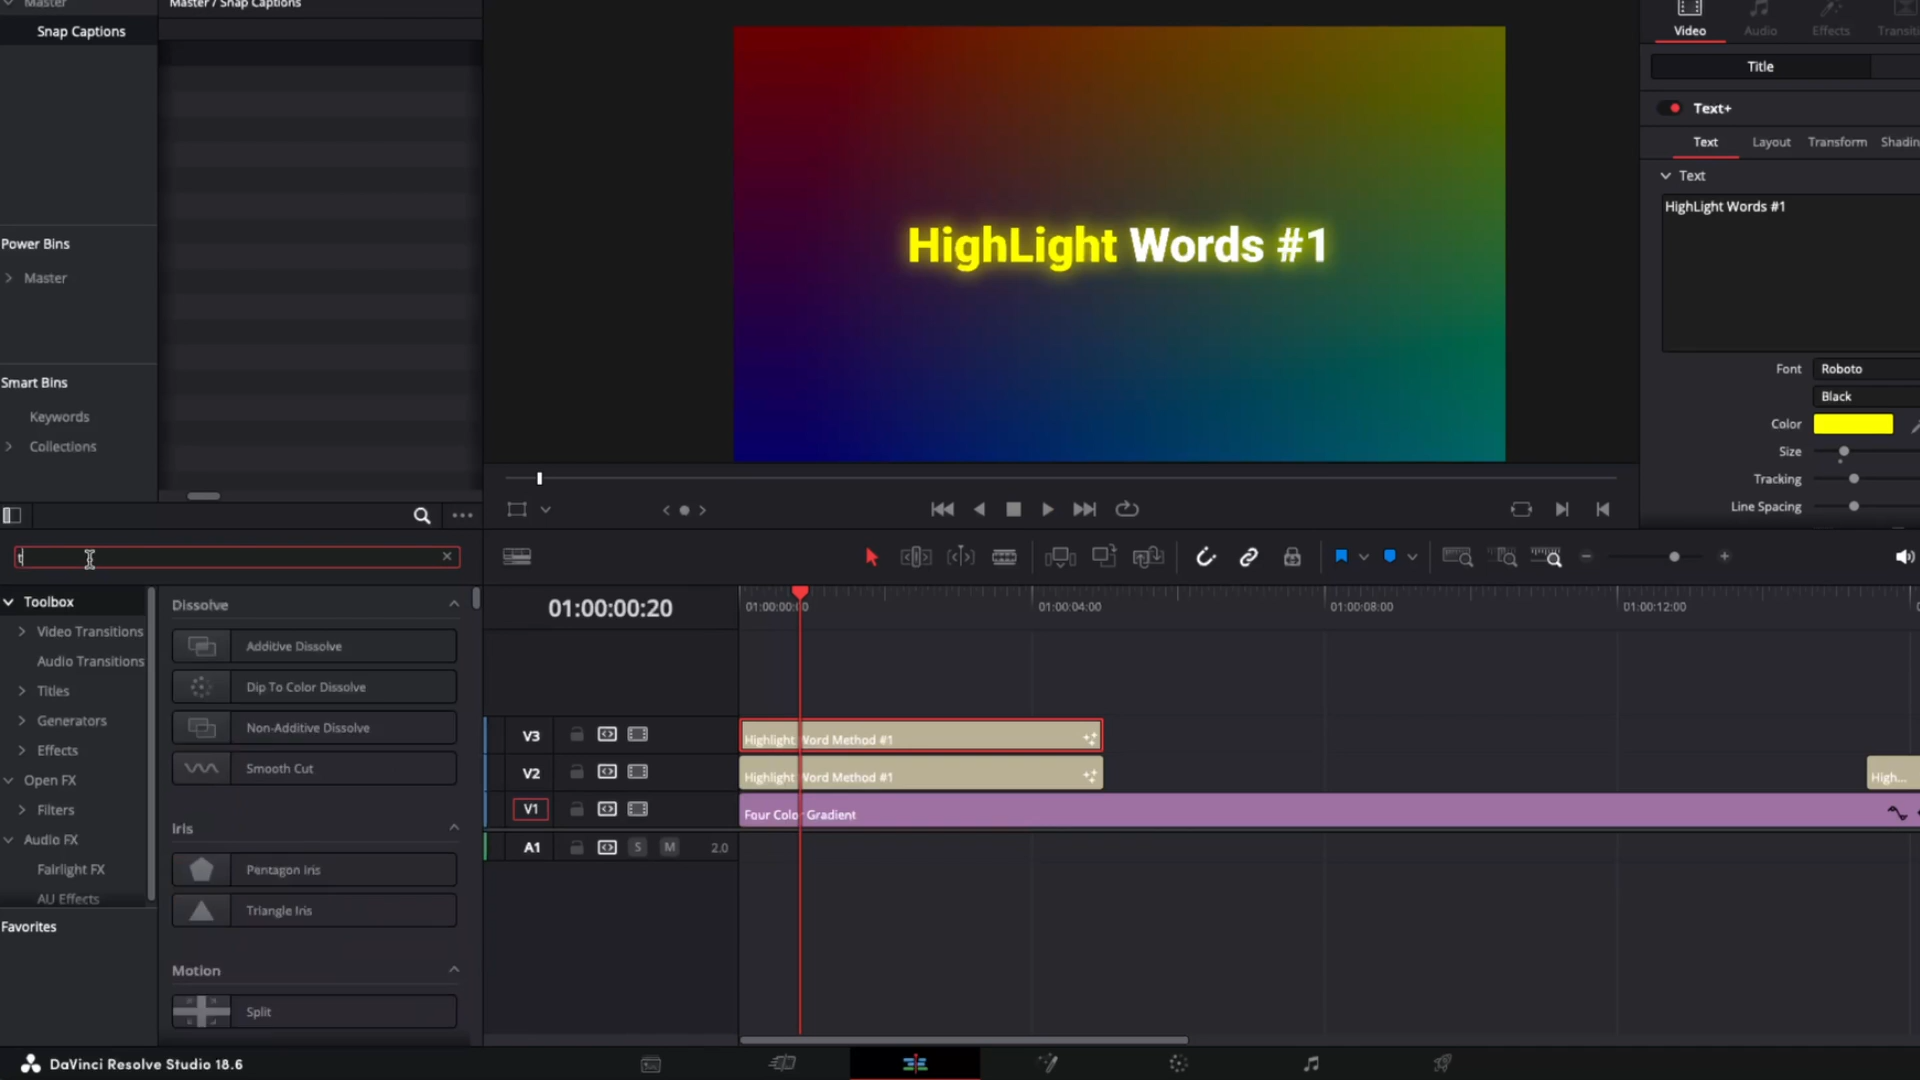 Master
Master / Snap Captions
Snap Captions
Power Bins
Master
Smart Bins
Keywords
Collections
t
Toolbox
Video Transitions
Audio Transitions
Titles
Generators
Effects
Open FX
Filters
Audio FX
Fairlight FX
AU Effects
Favorites
Dissolve
Additive Dissolve
Dip To Color Dissolve
Non-Additive Dissolve
Smooth Cut
Iris
Pentagon Iris
Triangle Iris
Motion
Split
HighLight Words #1
Video
Audio
Effects
Transiti
Title
Text+
Text
Layout
Transform
Shadin
Text
HighLight Words #1
Font
Roboto
Black
Color
Size
Tracking
Line Spacing
01:00:00:20
01:00:00:00
01:00:04:00
01:00:08:00
01:00:12:00
V3
Highlight Word Method #1
V2
Highlight Word Method #1
High...
V1
Four Color Gradient
A1
S
M
2.0
DaVinci Resolve Studio 18.6